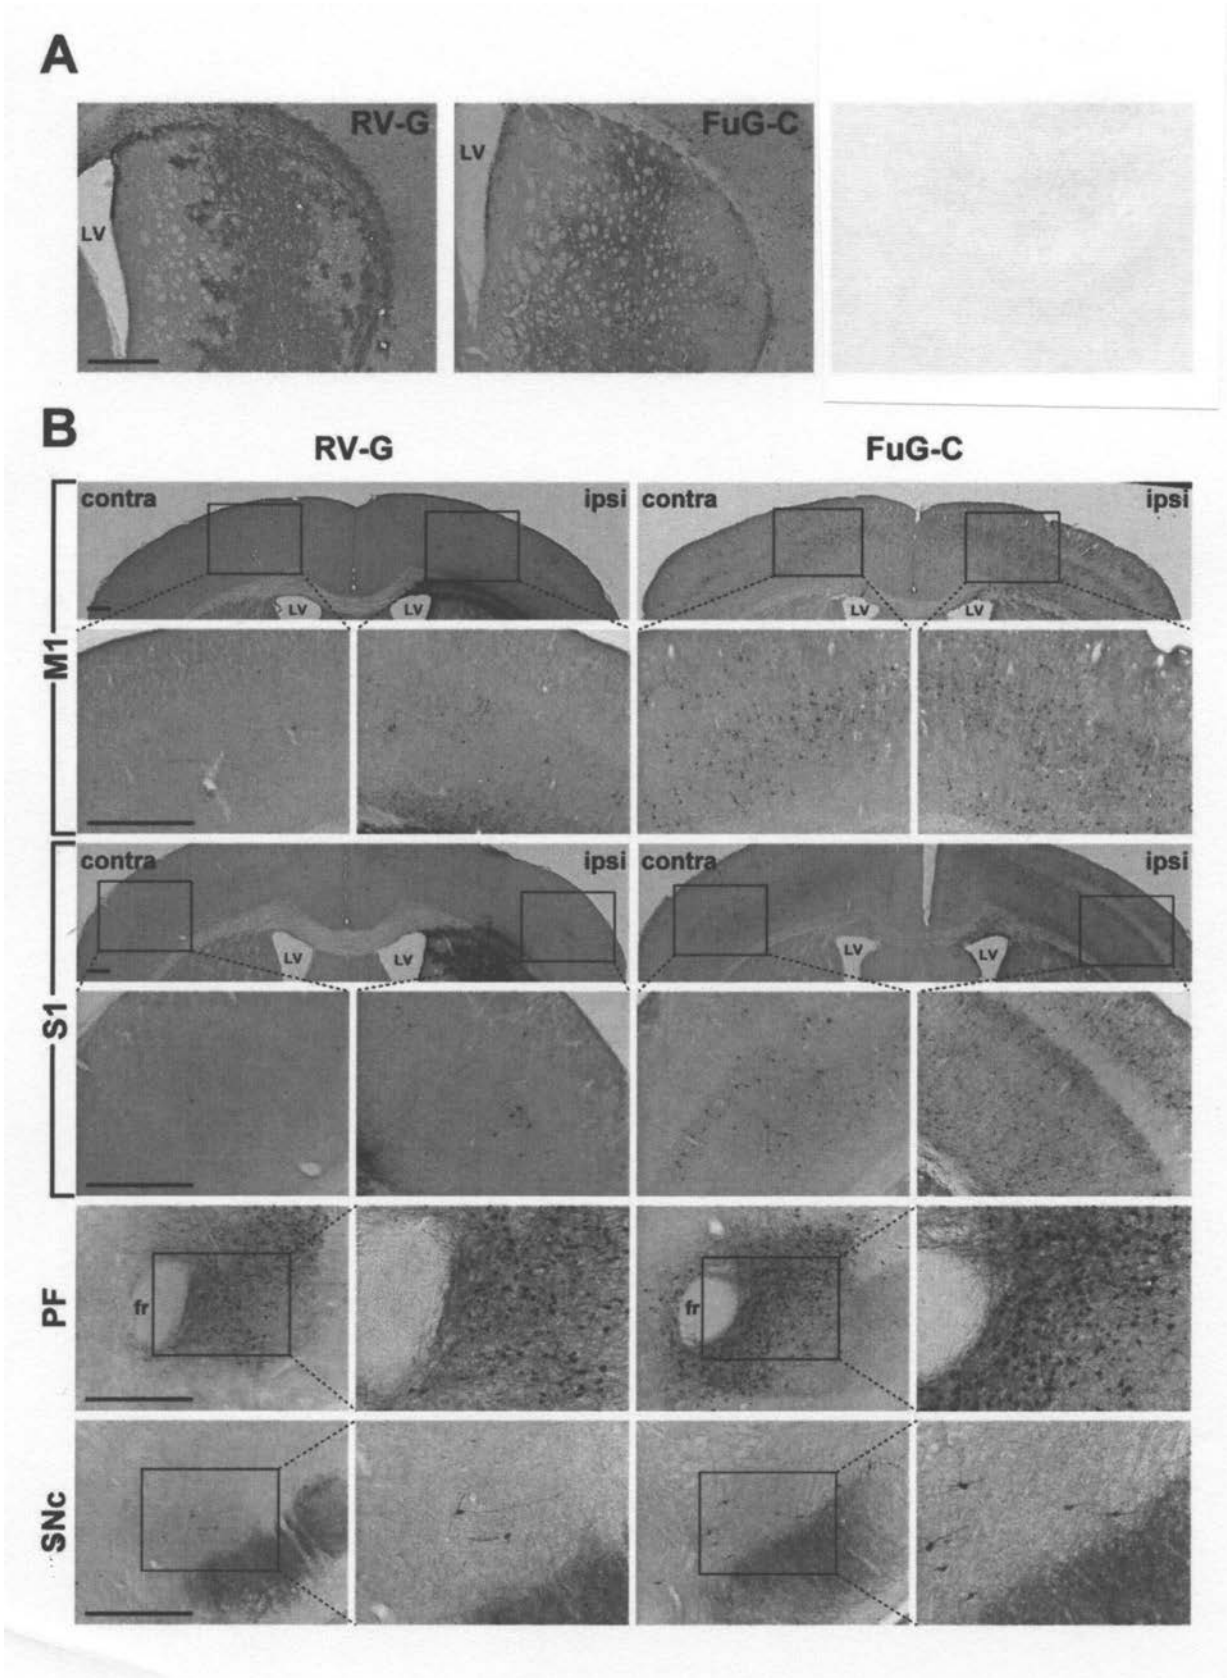 A
RV-G
FuG-C
LV
LV
B
RV-G
FuG-C
M1
contra
ipsi
contra
ipsi
LV
LV
LV
LV
S1
contra
ipsi
contra
ipsi
LV
LV
LV
LV
PF
fr
fr
SNc